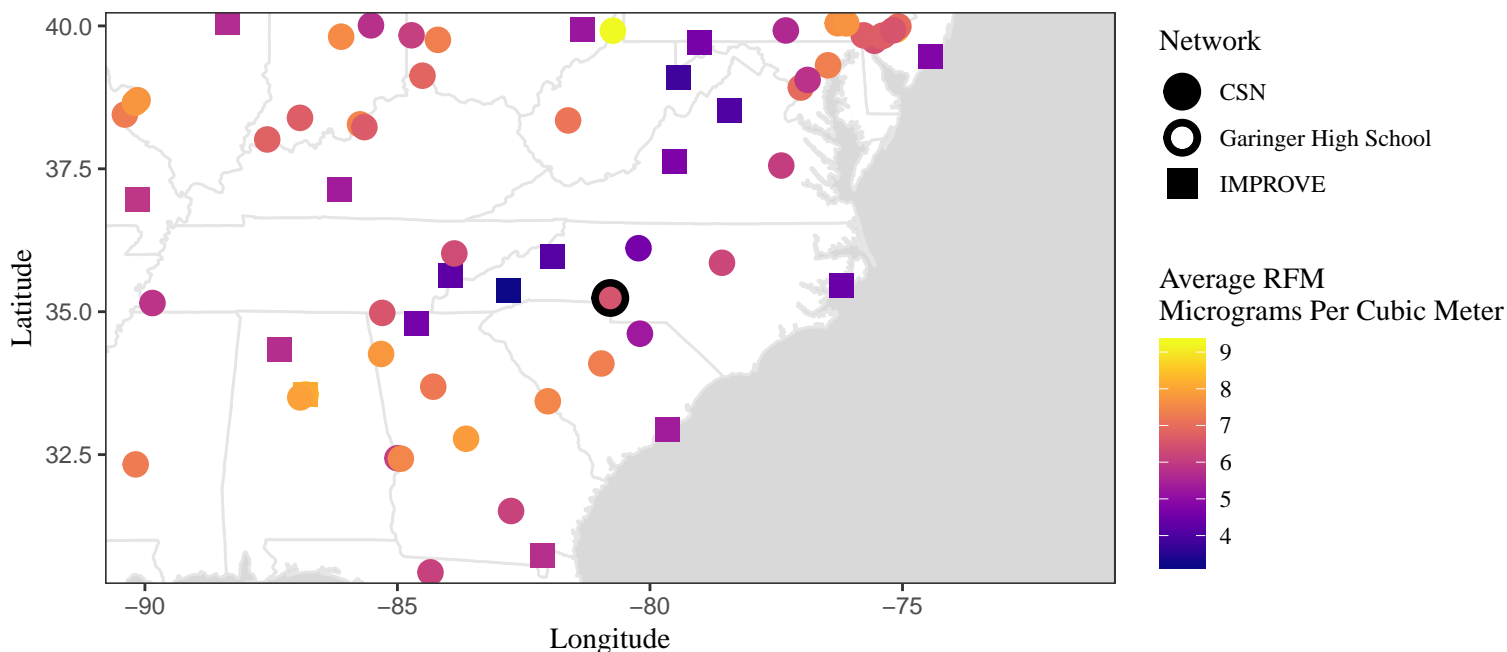 40.0
37.5
35.0
32.5
Latitude
−90
−85
−80
−75
Longitude
Network
CSN
Garinger High School
IMPROVE
Average RFM
Micrograms Per Cubic Meter
9
8
7
6
5
4